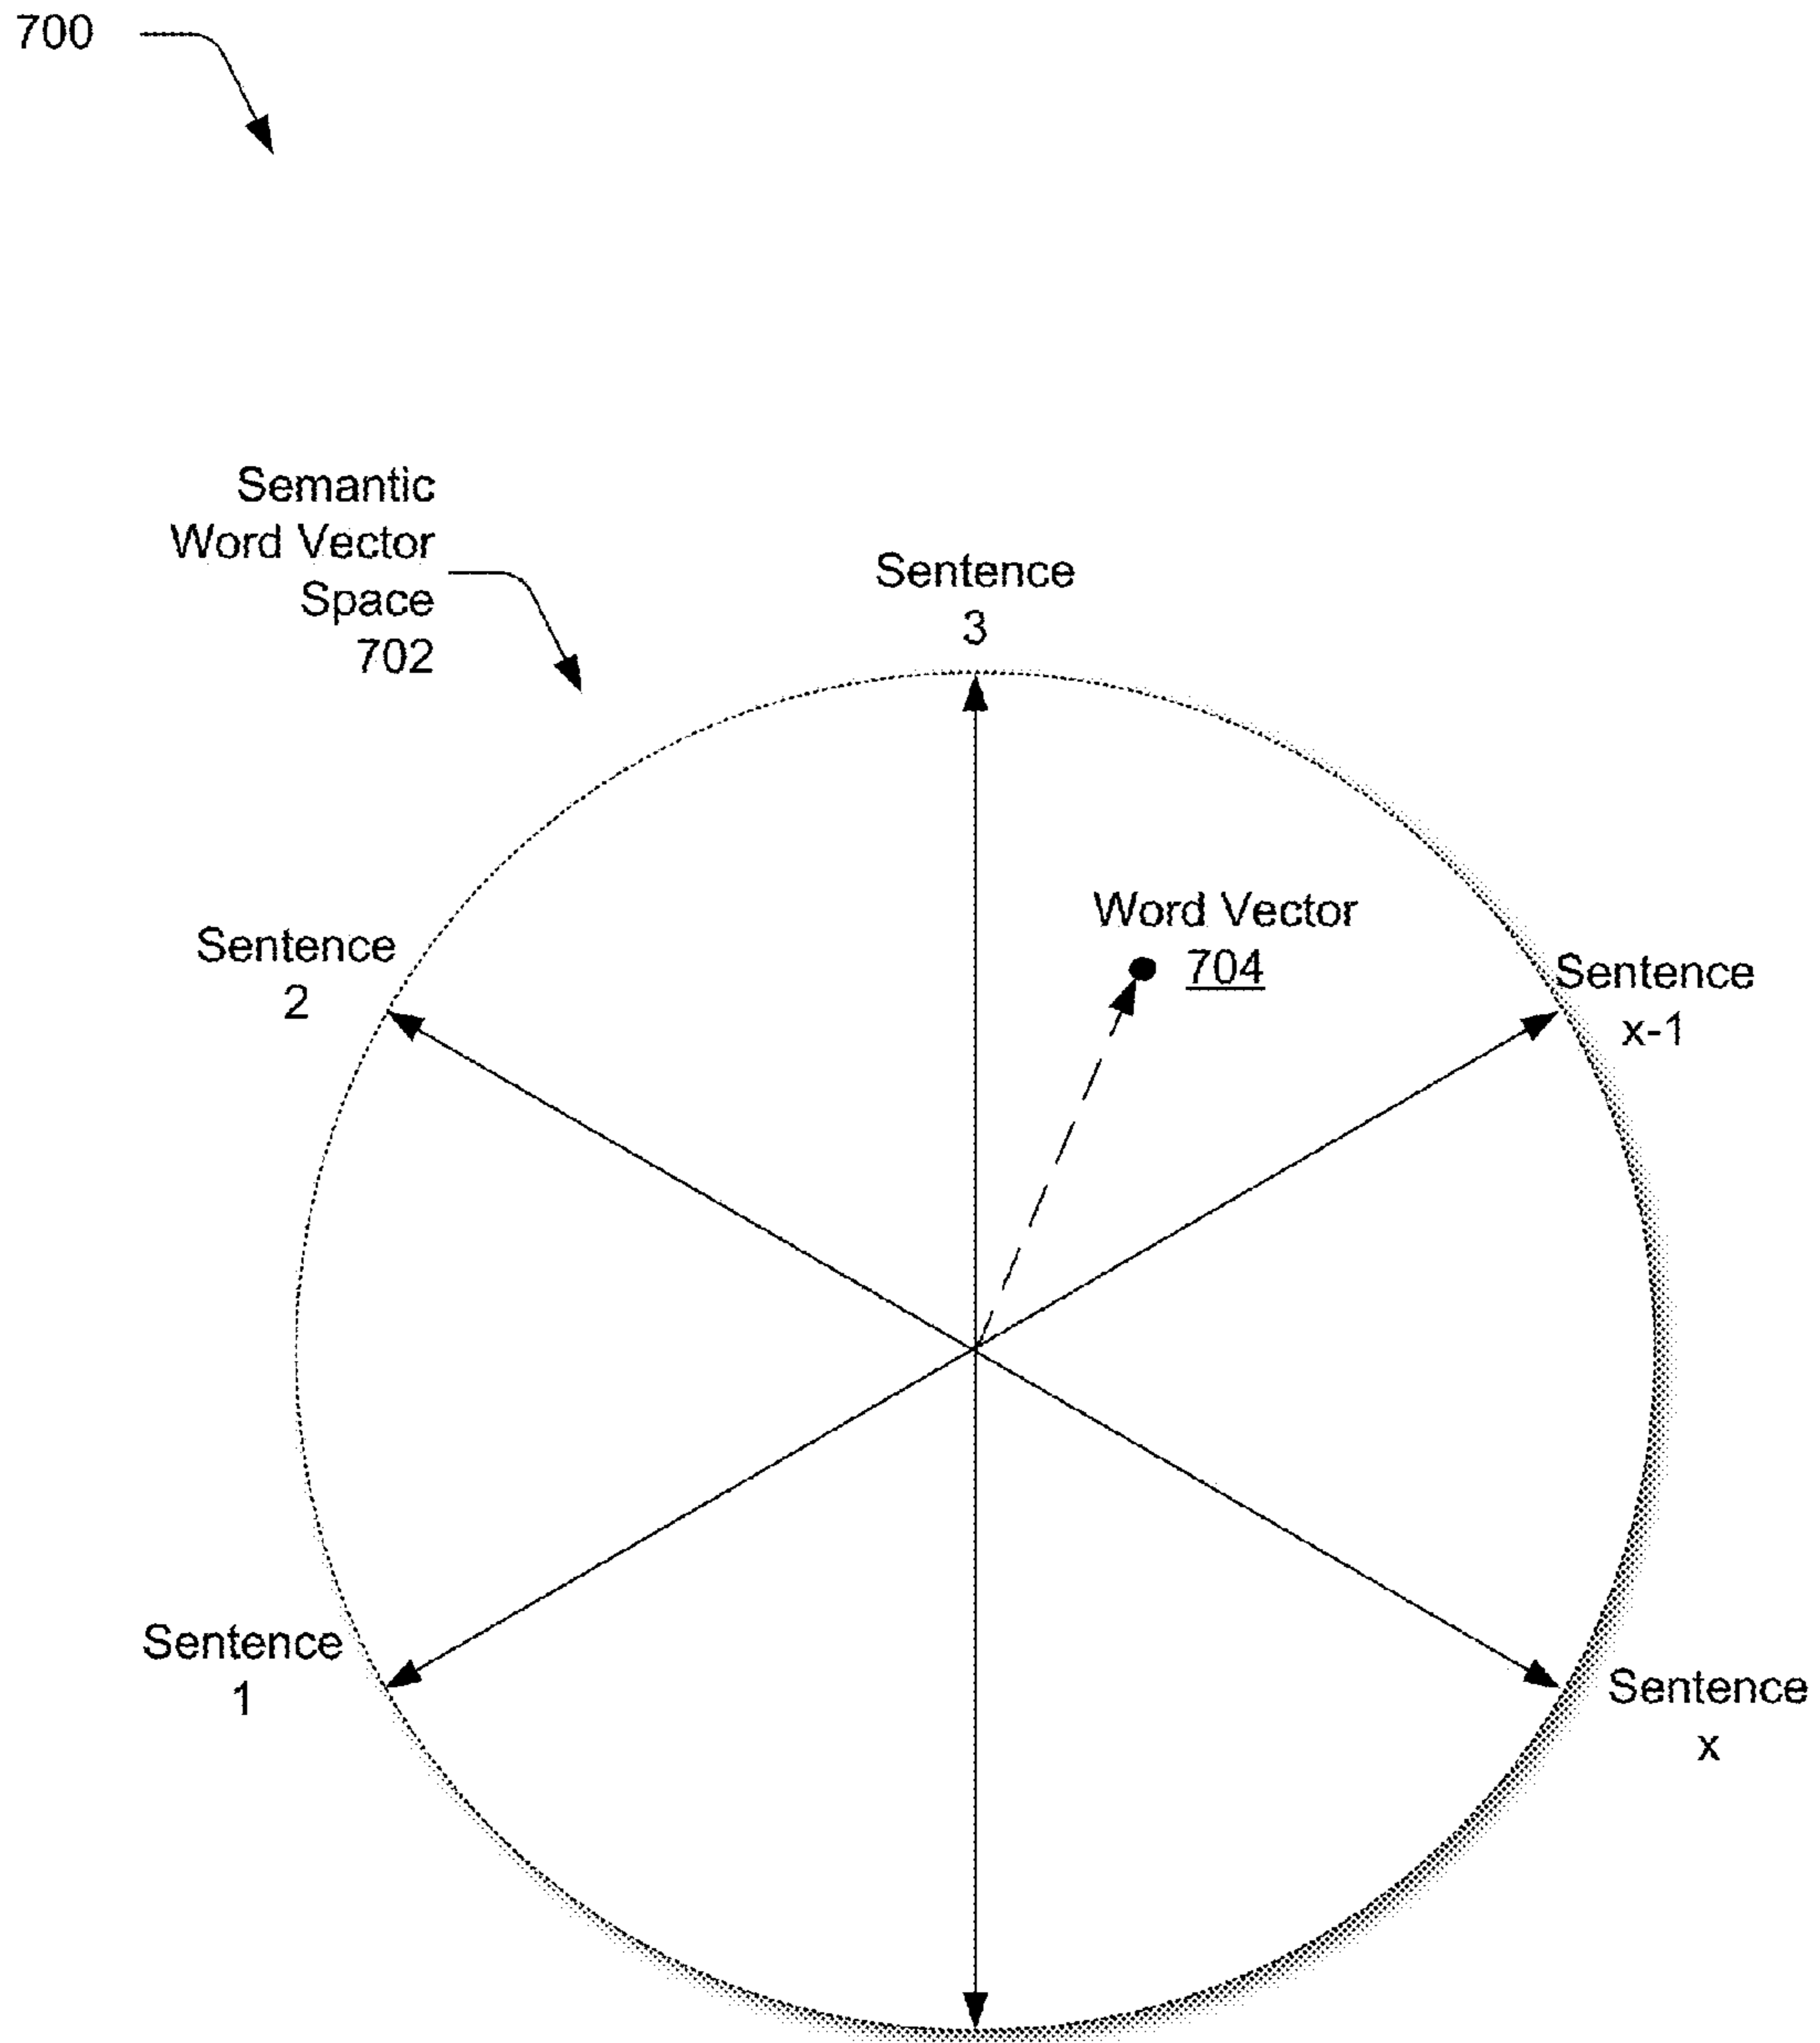 700
Semantic
Word Vector
Space
702
Sentence
3
Word Vector
704
Sentence
2
Sentence
x-1
Sentence
1
Sentence
x